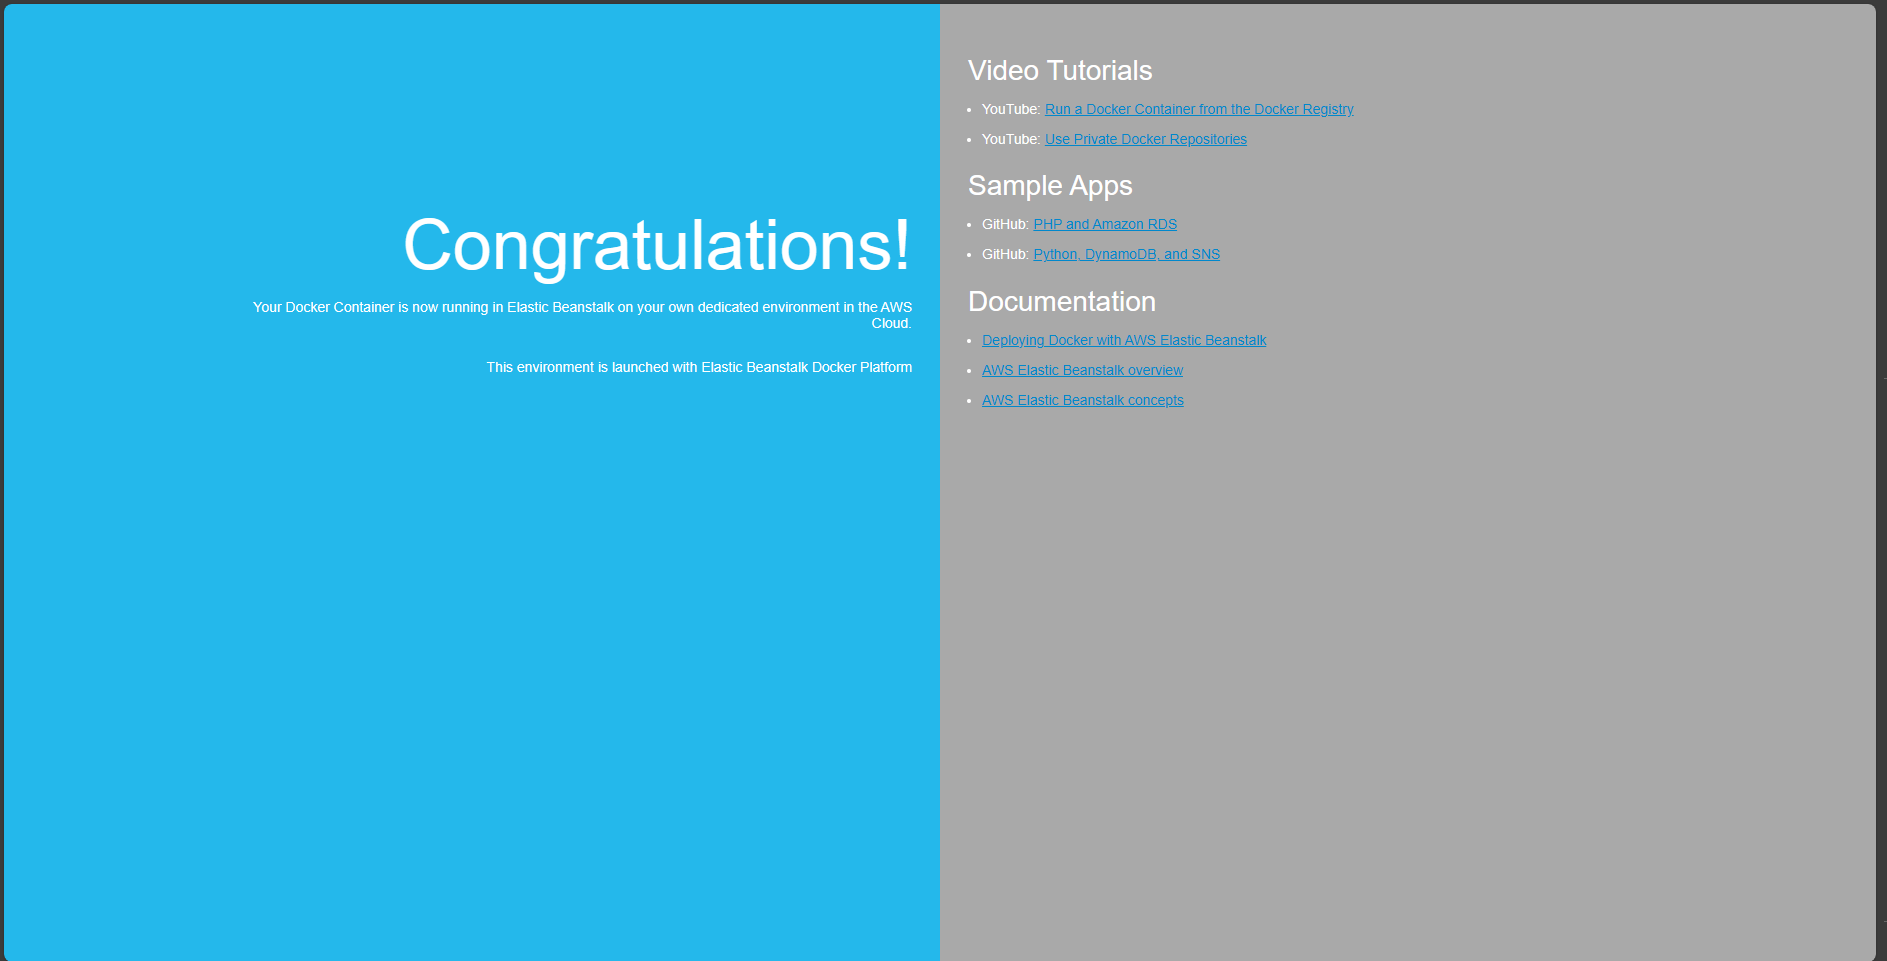 Congratulations!
Your Docker Container is now running in Elastic Beanstalk on your own dedicated environment in the AWS
Cloud.
This environment is launched with Elastic Beanstalk Docker Platform
Video Tutorials
YouTube: Run a Docker Container from the Docker Registry
YouTube: Use Private Docker Repositories
Sample Apps
GitHub: PHP and Amazon RDS
GitHub: Python, DynamoDB, and SNS
Documentation
Deploying Docker with AWS Elastic Beanstalk
AWS Elastic Beanstalk overview
AWS Elastic Beanstalk concepts